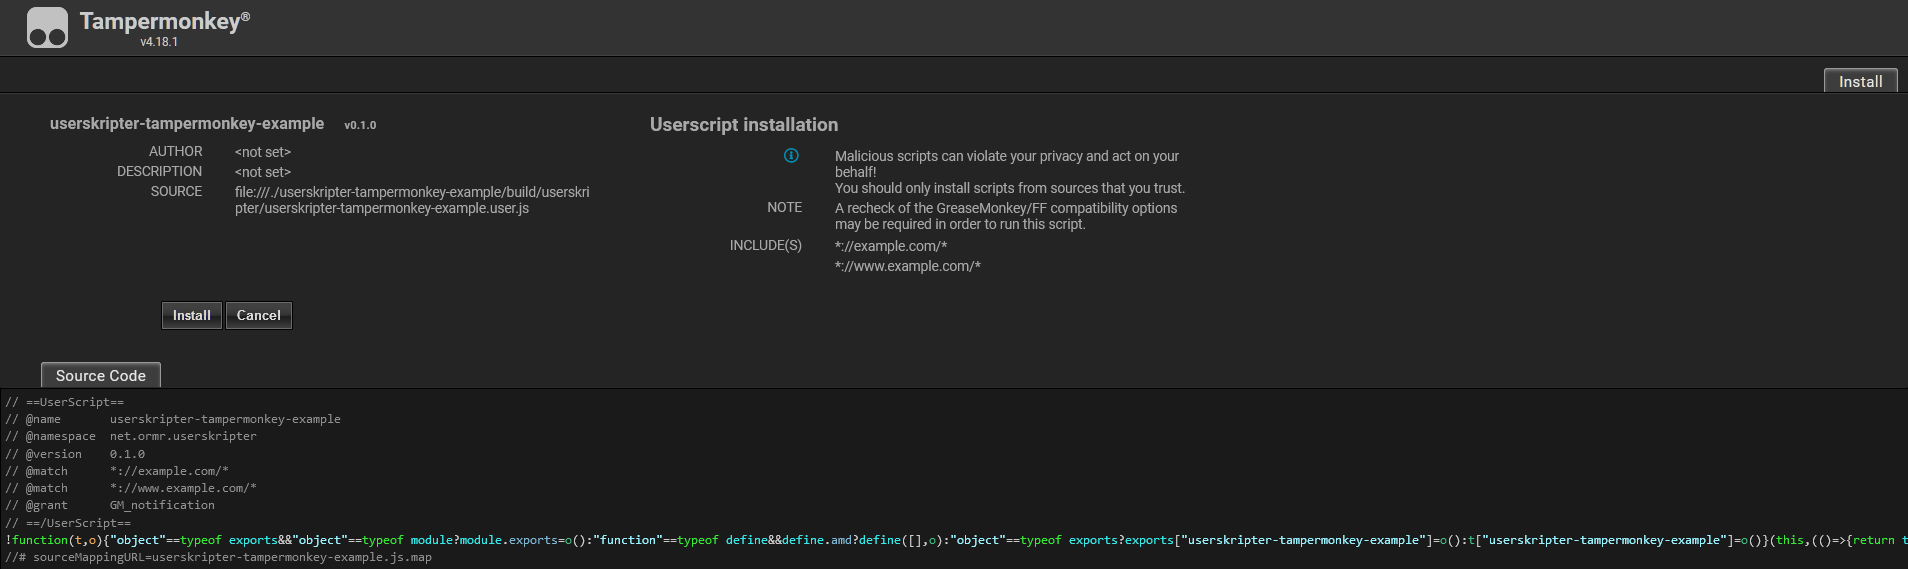 Tampermonkey®
v4.18.1
Install
userskripter-tampermonkey-example v0.1.0
AUTHOR <not set>
DESCRIPTION <not set>
SOURCE file:///./userskripter-tampermonkey-example/build/userskri
pter/userskripter-tampermonkey-example.user.js
Userscript installation
Malicious scripts can violate your privacy and act on your
behalf!
You should only install scripts from sources that you trust.
NOTE A recheck of the GreaseMonkey/FF compatibility options
may be required in order to run this script.
INCLUDE(S) *://example.com/*
*://www.example.com/*
Install Cancel
Source Code
// ==UserScript==
// @name       userskripter-tampermonkey-example
// @namespace  net.ormr.userskripter
// @version    0.1.0
// @match      *://example.com/*
// @match      *://www.example.com/*
// @grant      GM_notification
// ==/UserScript==
!function(t,o){"object"==typeof exports&&"object"==typeof module?module.exports=o():"function"==typeof define&&define.amd?define([],o):"object"==typeof exports?exports["userskripter-tampermonkey-example"]=o():t["userskripter-tampermonkey-example"]=o()}(this,(()=>{return t
//# sourceMappingURL=userskripter-tampermonkey-example.js.map